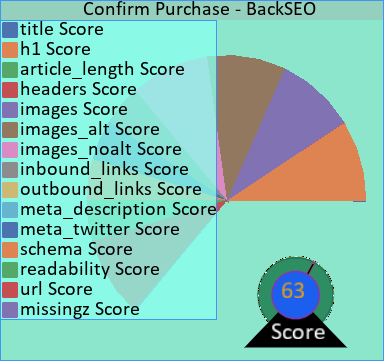 Confirm Purchase - BackSEO
title Score
h1 Score
article_length Score
headers Score
images Score
images_alt Score
images_noalt Score
inbound_links Score
outbound_links Score
meta_description Score
meta_twitter Score
schema Score
readability Score
url Score
missingz Score
63
Score